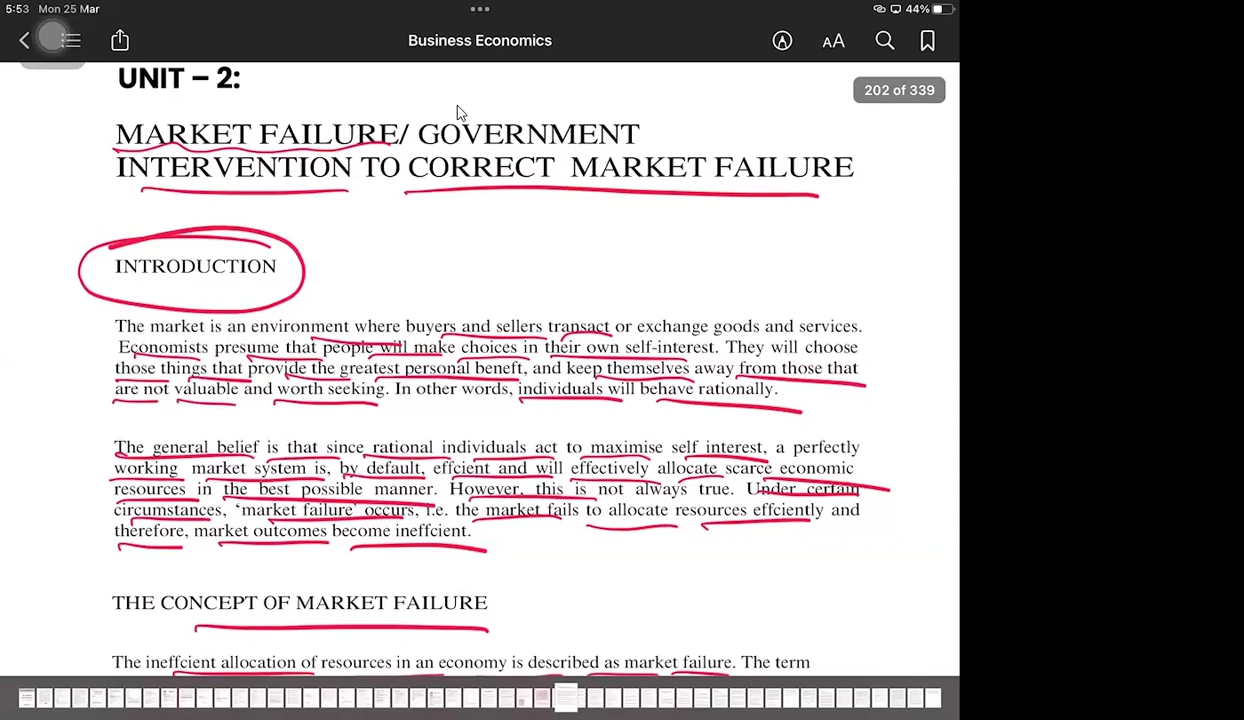 5:53 Mon 25 Mar
44%
Business Economics
AA
202 of 339
UNIT – 2:
MARKET FAILURE/ GOVERNMENT
INTERVENTION TO CORRECT MARKET FAILURE
INTRODUCTION
The market is an environment where buyers and sellers transact or exchange goods and services.
Economists presume that people will make choices in their own self-interest. They will choose
those things that provide the greatest personal beneft, and keep themselves away from those that
are not valuable and worth seeking. In other words, individuals will behave rationally.
The general belief is that since rational individuals act to maximise self interest, a perfectly
working market system is, by default, effcient and will effectively allocate scarce economic
resources in the best possible manner. However, this is not always true. Under certain
circumstances, ‘market failure’ occurs, i.e. the market fails to allocate resources effciently and
therefore, market outcomes become ineffcient.
THE CONCEPT OF MARKET FAILURE
The ineffcient allocation of resources in an economy is described as market failure. The term